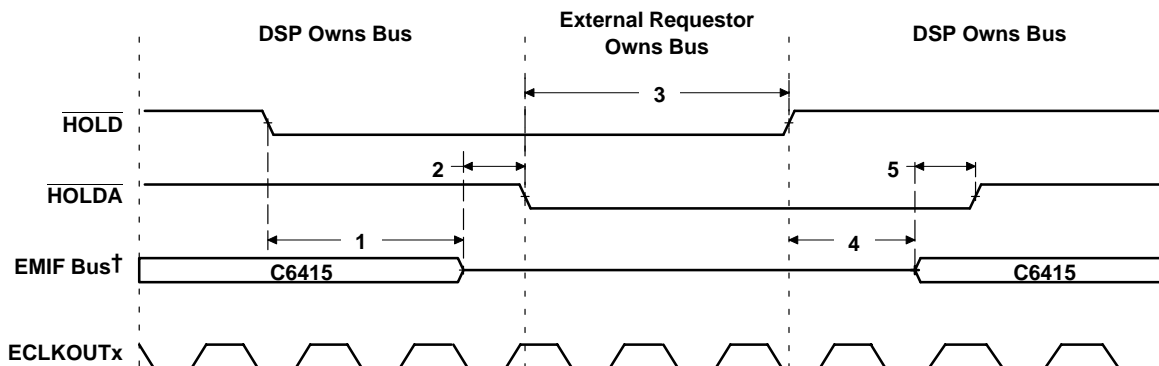 DSP Owns Bus
External Requestor
Owns Bus
DSP Owns Bus
3
HOLD
2
5
HOLDA
1
4
EMIF Bus†
C6415
C6415
ECLKOUTx